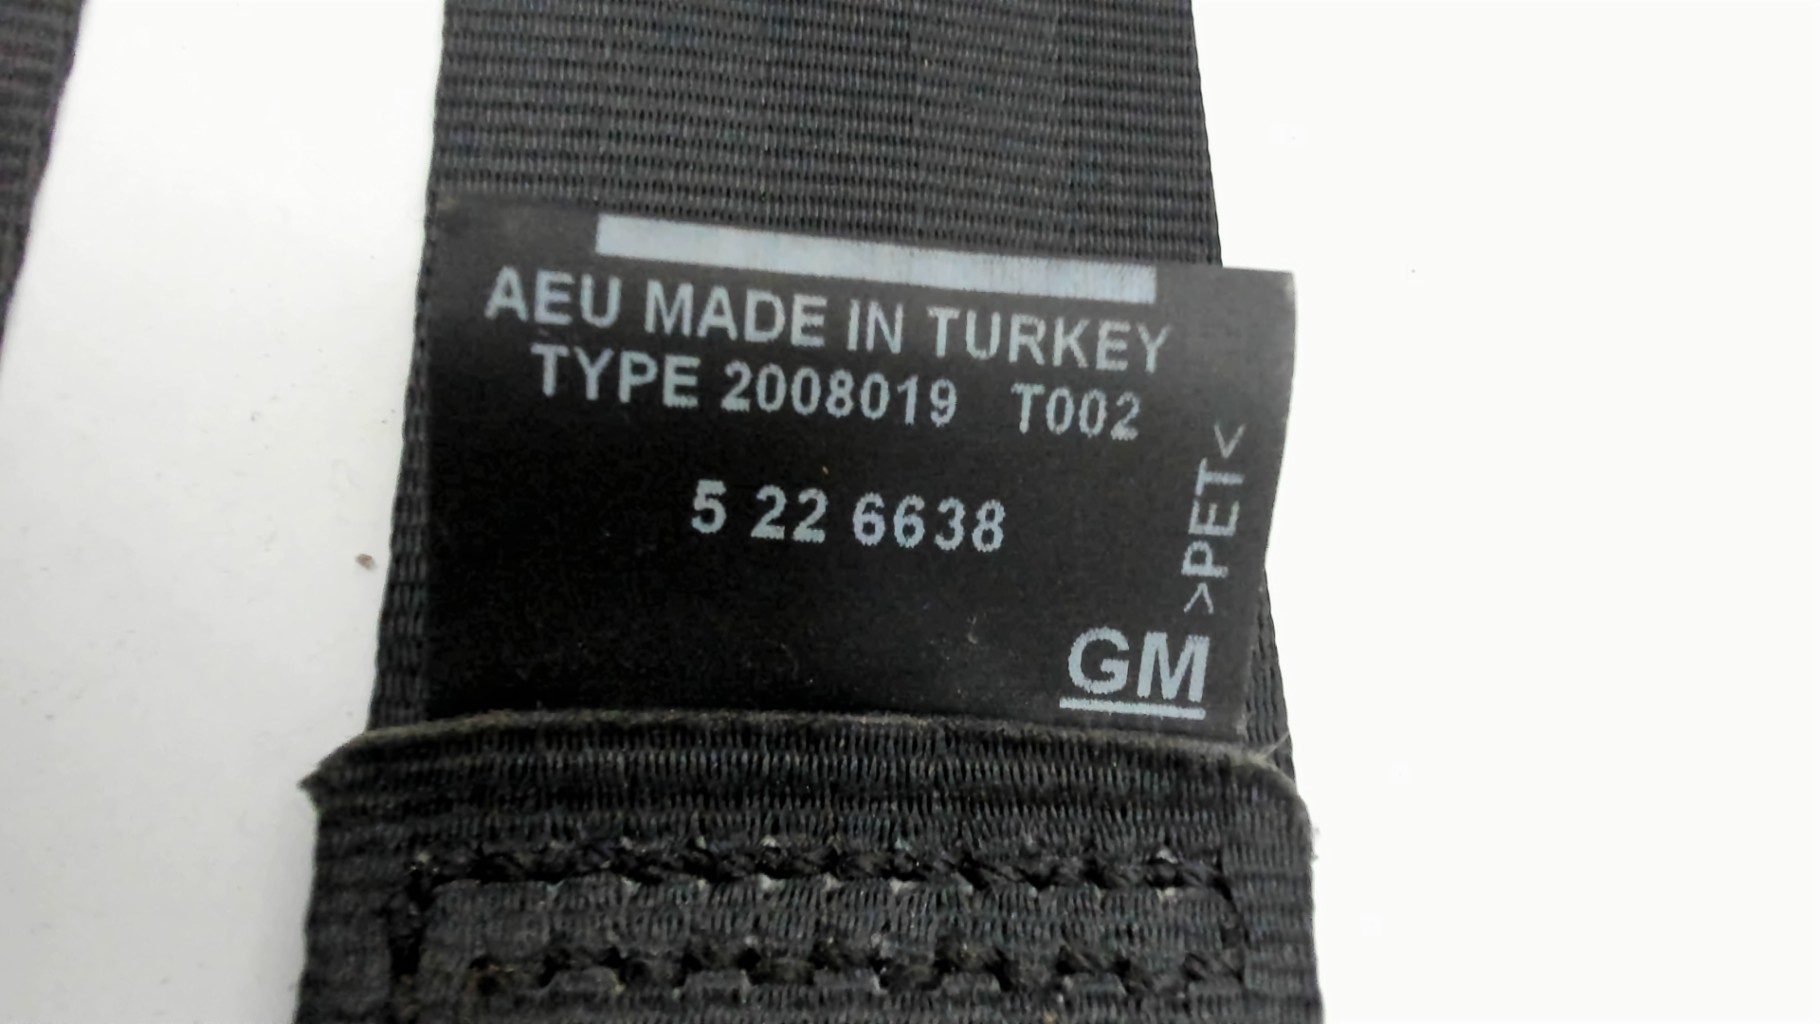 AEU MADE IN TURKEY
TYPE 2008019 T002
5 22 6638
>PET<
GM